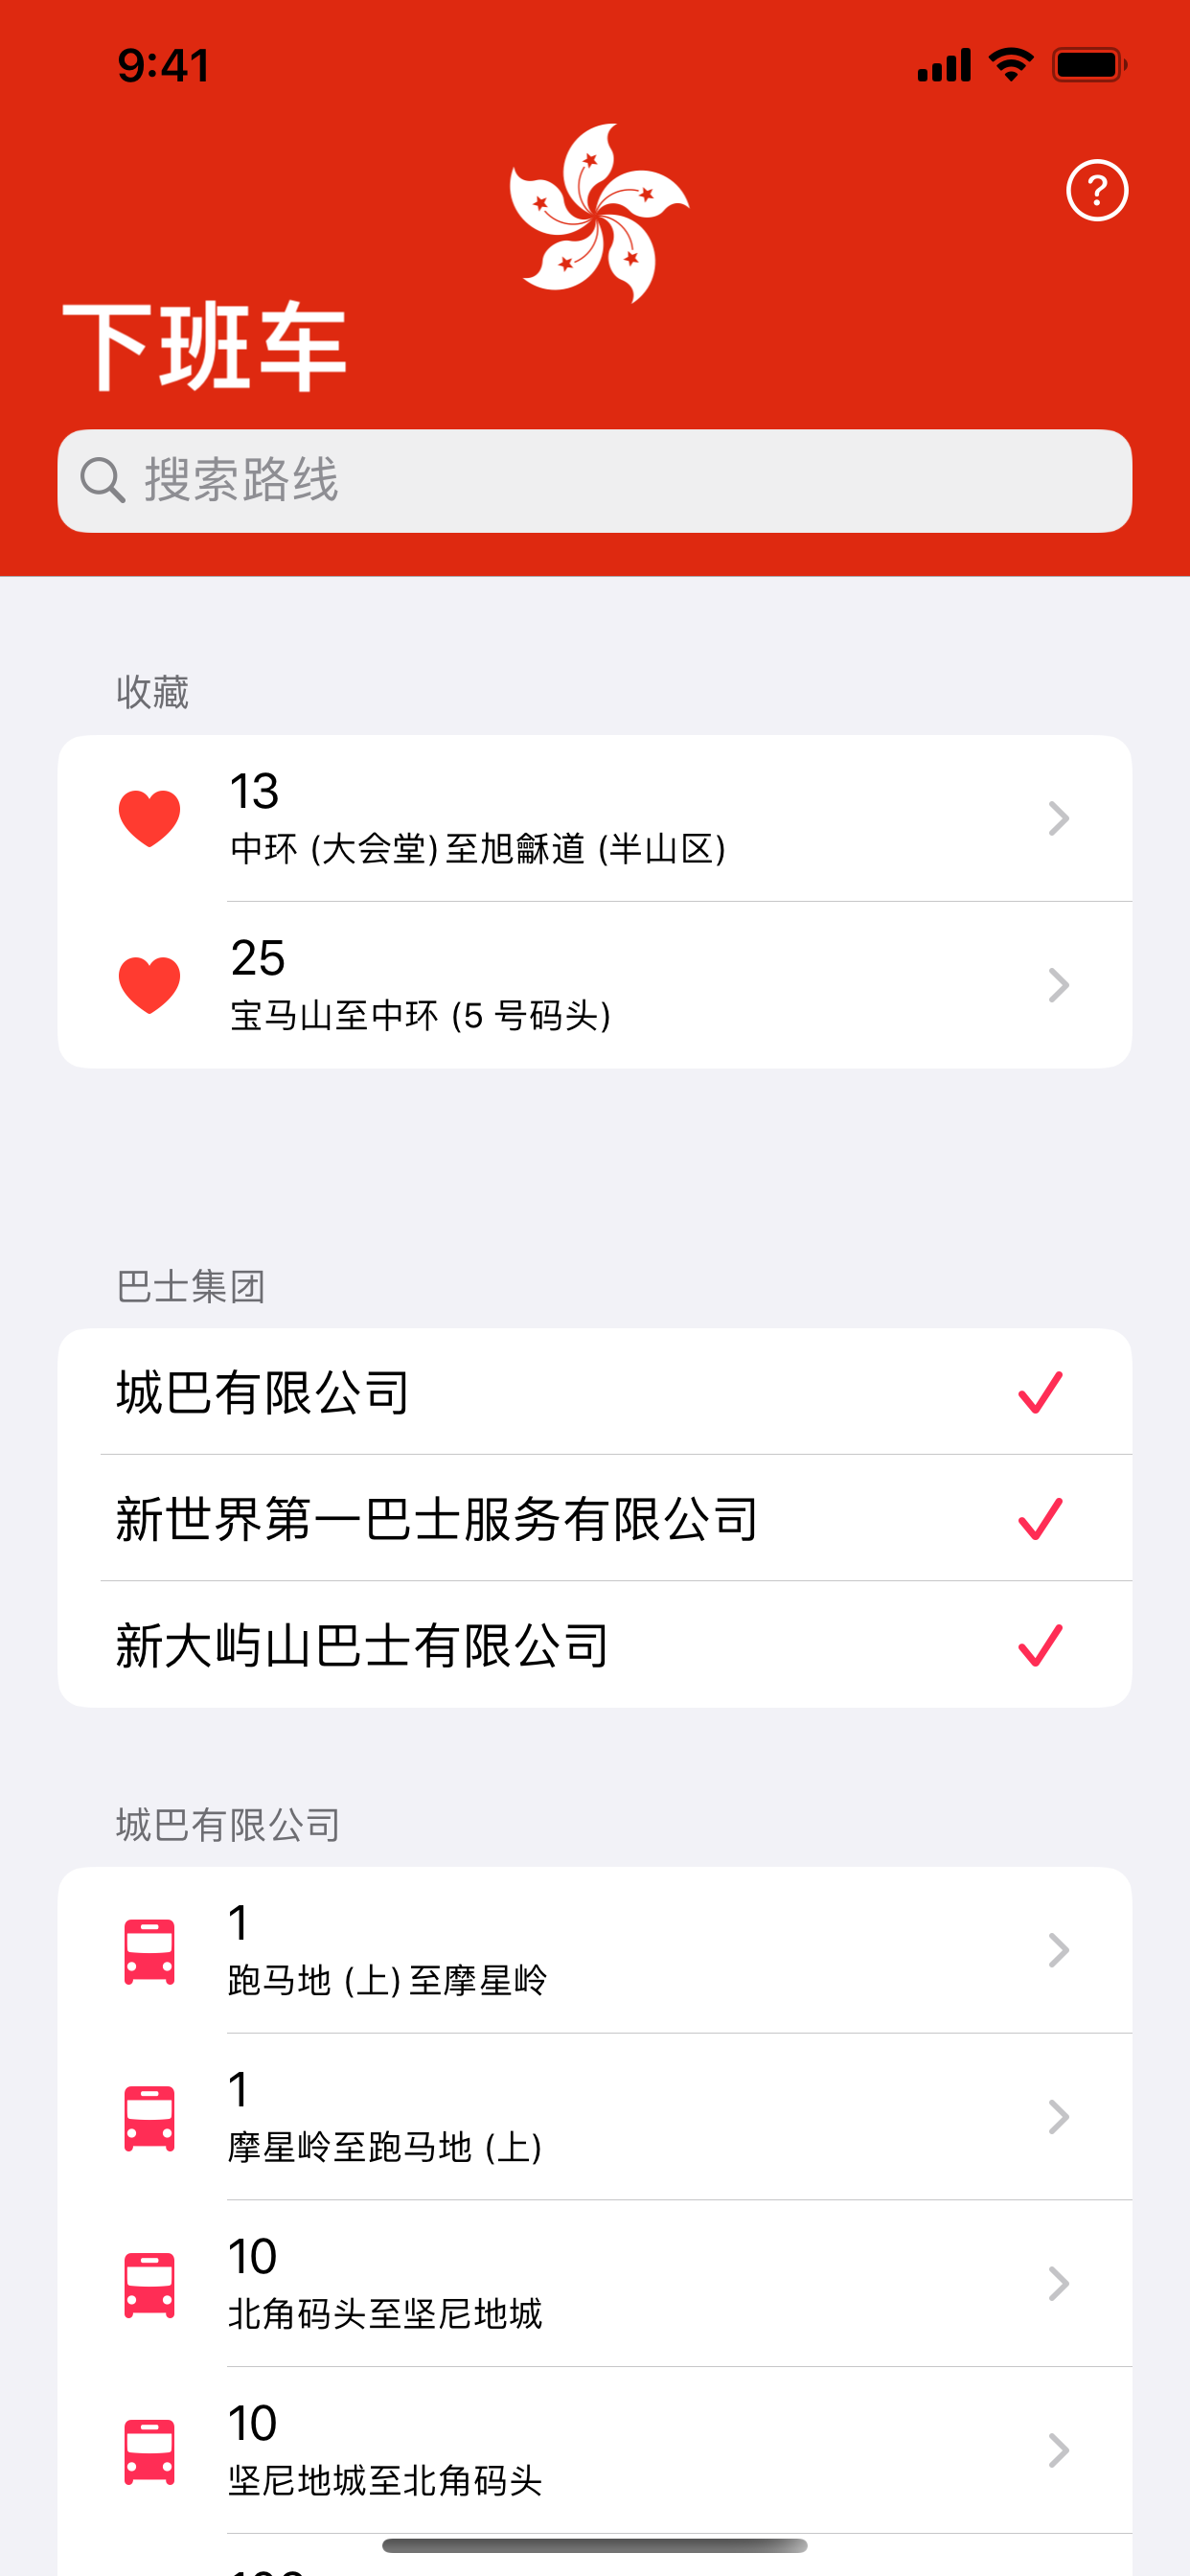 9:41
?
下班车
搜索路线
收藏
13
中环 (大会堂) 至旭龢道 (半山区)
25
宝马山至中环 (5 号码头)
巴士集团
城巴有限公司
新世界第一巴士服务有限公司
新大屿山巴士有限公司
城巴有限公司
1
跑马地 (上) 至摩星岭
1
摩星岭至跑马地 (上)
10
北角码头至坚尼地城
10
坚尼地城至北角码头